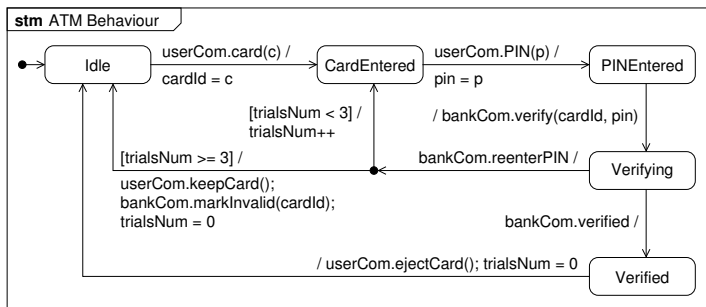 stm ATM Behaviour
Idle
userCom.card(c) /
cardId = c
CardEntered
userCom.PIN(p) /
pin = p
PINEntered
[trialsNum < 3] /
trialsNum++
/ bankCom.verify(cardId, pin)
[trialsNum >= 3] /
userCom.keepCard();
bankCom.markInvalid(cardId);
trialsNum = 0
bankCom.reenterPIN /
Verifying
bankCom.verified /
/ userCom.ejectCard(); trialsNum = 0
Verified